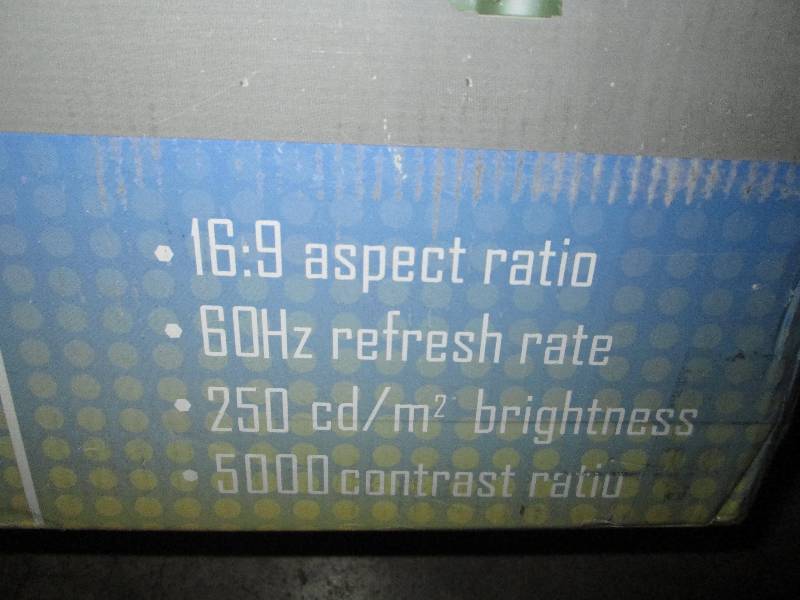 • 16:9 aspect ratio
• 60Hz refresh rate
• 250 cd/m² brightness
• 5000 contrast ratio